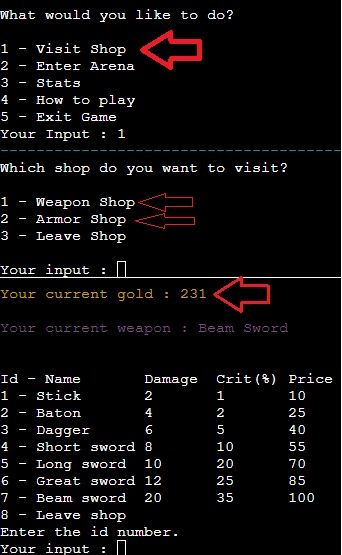 What would you like to do?
1 - Visit Shop
2 - Enter Arena
3 - Stats
4 - How to play
5 - Exit Game
Your Input : 1
Which shop do you want to visit?
1 - Weapon Shop
2 - Armor Shop
3 - Leave Shop
Your input :
Your current gold : 231
Your current weapon : Beam Sword
Id - Name Damage Crit(%) Price
1 - Stick 2 1 10
2 - Baton 4 2 25
3 - Dagger 6 5 40
4 - Short sword 8 10 55
5 - Long sword 10 20 70
6 - Great sword 12 25 85
7 - Beam sword 20 35 100
8 - Leave shop
Enter the id number.
Your input :